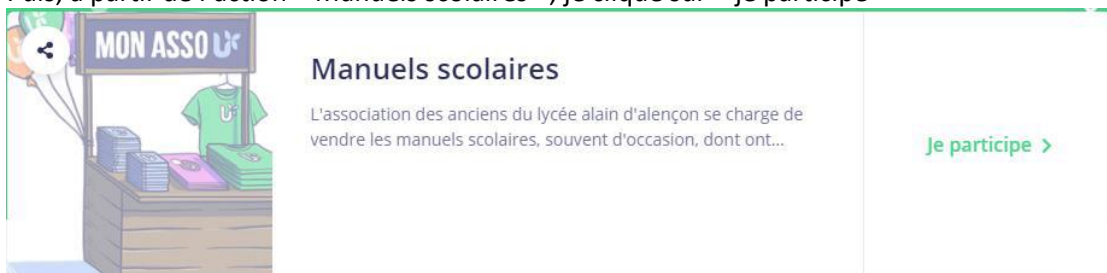 MON ASSO
Manuels scolaires
L'association des anciens du lycée alain d'alençon se charge de
vendre les manuels scolaires, souvent d'occasion, dont ont...
Je participe >